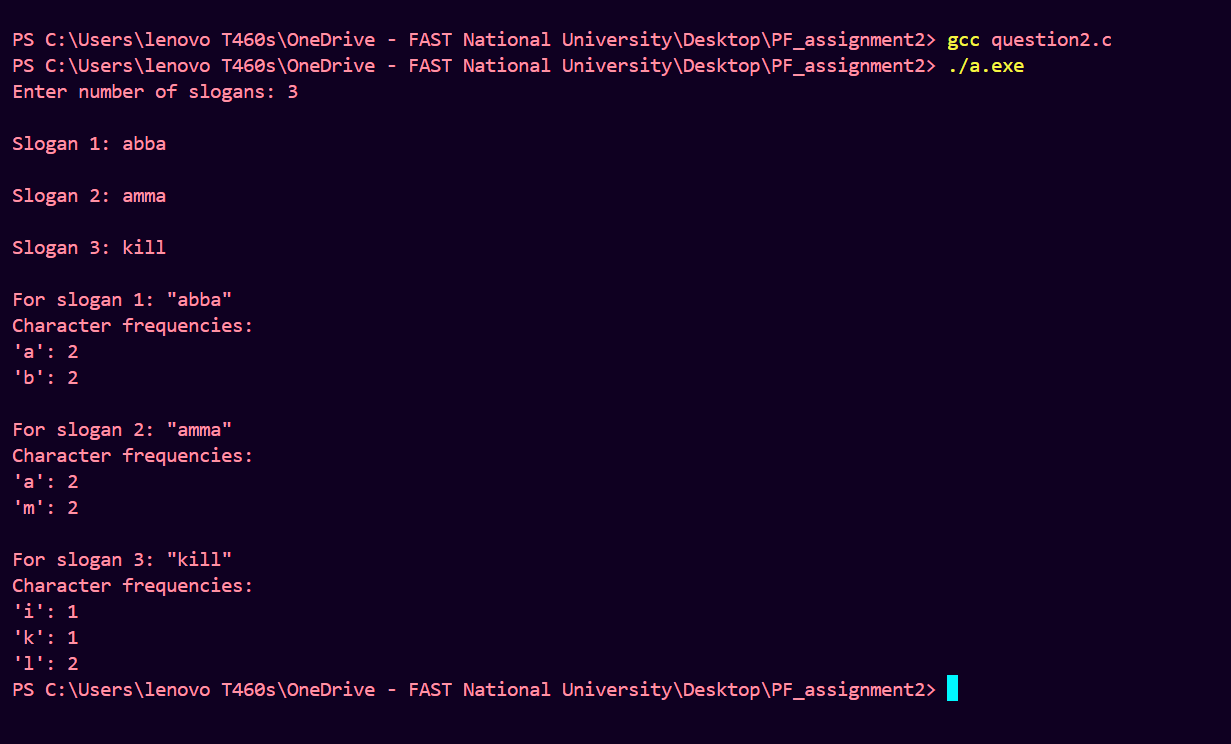 PS C:\Users\lenovo T460s\OneDrive - FAST National University\Desktop\PF_assignment2> gcc question2.c
PS C:\Users\lenovo T460s\OneDrive - FAST National University\Desktop\PF_assignment2> ./a.exe
Enter number of slogans: 3
Slogan 1: abba
Slogan 2: amma
Slogan 3: kill
For slogan 1: "abba"
Character frequencies:
'a': 2
'b': 2
For slogan 2: "amma"
Character frequencies:
'a': 2
'm': 2
For slogan 3: "kill"
Character frequencies:
'i': 1
'k': 1
'l': 2
PS C:\Users\lenovo T460s\OneDrive - FAST National University\Desktop\PF_assignment2>